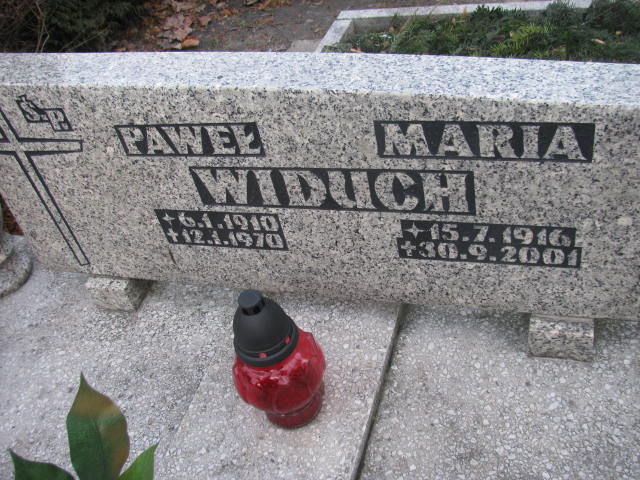 Ś.P.
PAWEŁ MARIA
WIDUCH
6.1.1910 15.7.1916
+12.1.1970 +30.9.2001